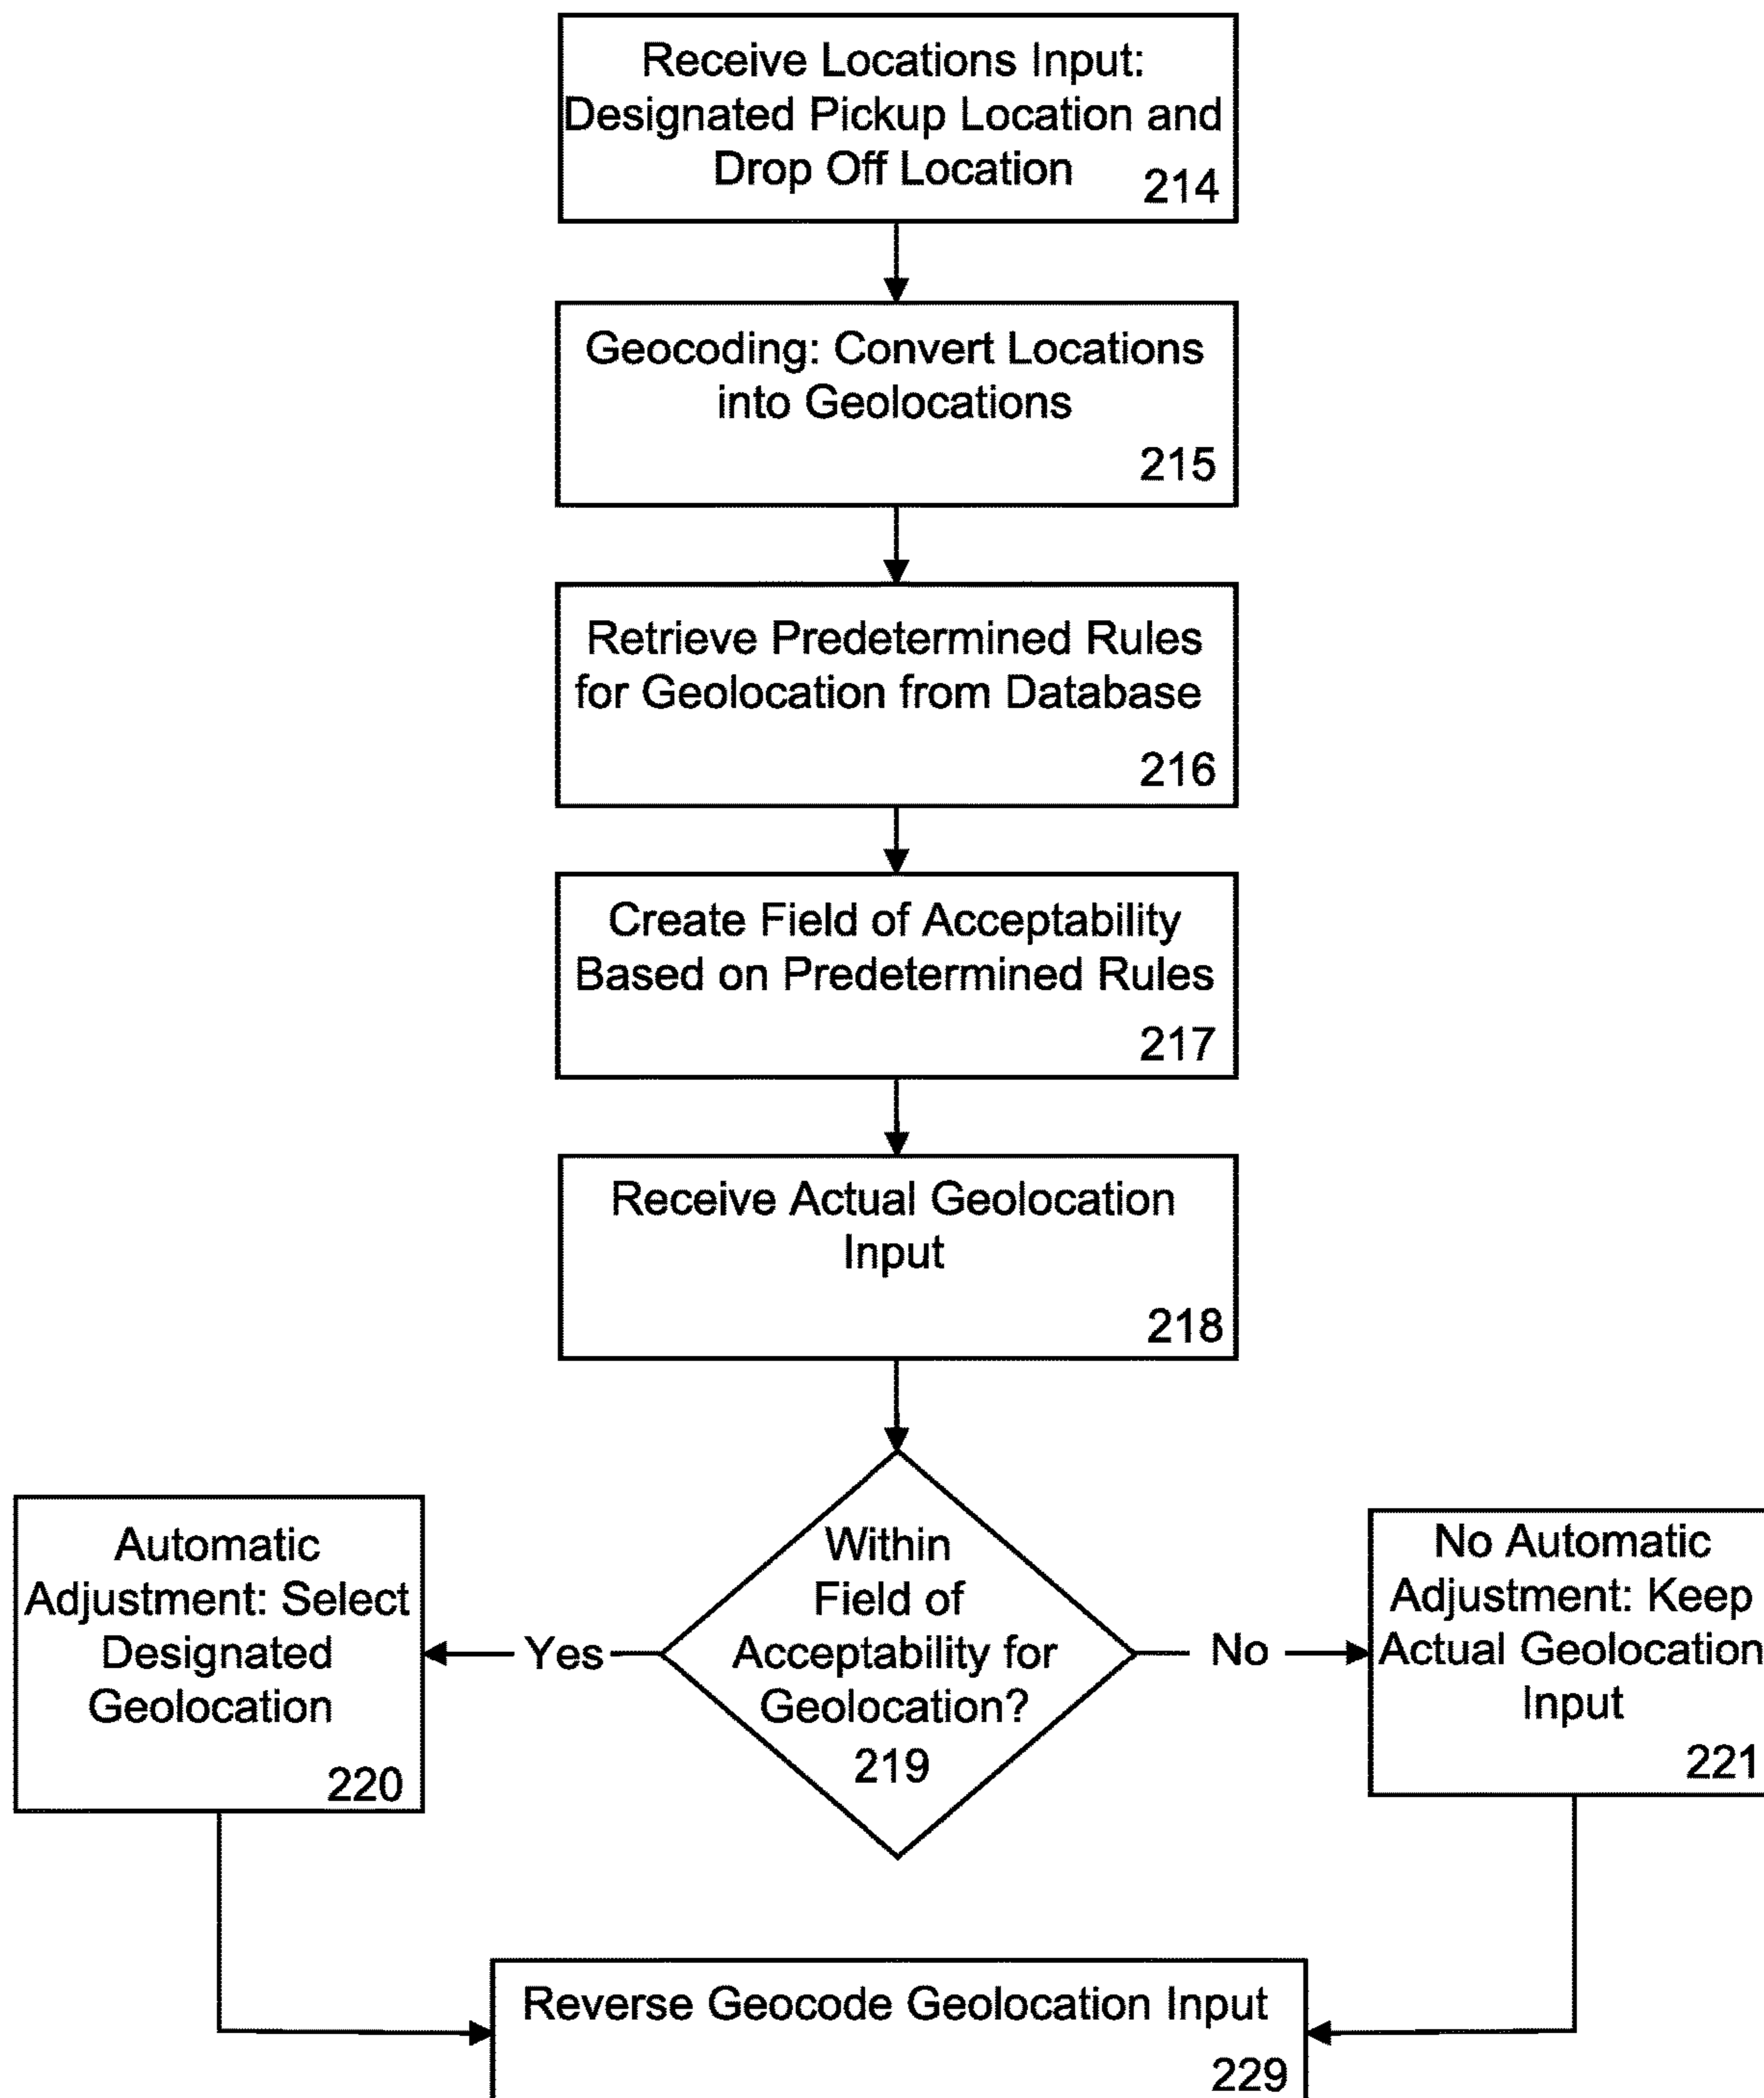 Receive Locations Input:
Designated Pickup Location and
Drop Off Location
214
Geocoding: Convert Locations
into Geolocations
215
Retrieve Predetermined Rules
for Geolocation from Database
216
Create Field of Acceptability
Based on Predetermined Rules
217
Receive Actual Geolocation
Input
218
Within
Field of
Acceptability for
Geolocation?
219
Yes
Automatic
Adjustment: Select
Designated
Geolocation
220
No
No Automatic
Adjustment: Keep
Actual Geolocation
Input
221
Reverse Geocode Geolocation Input
229